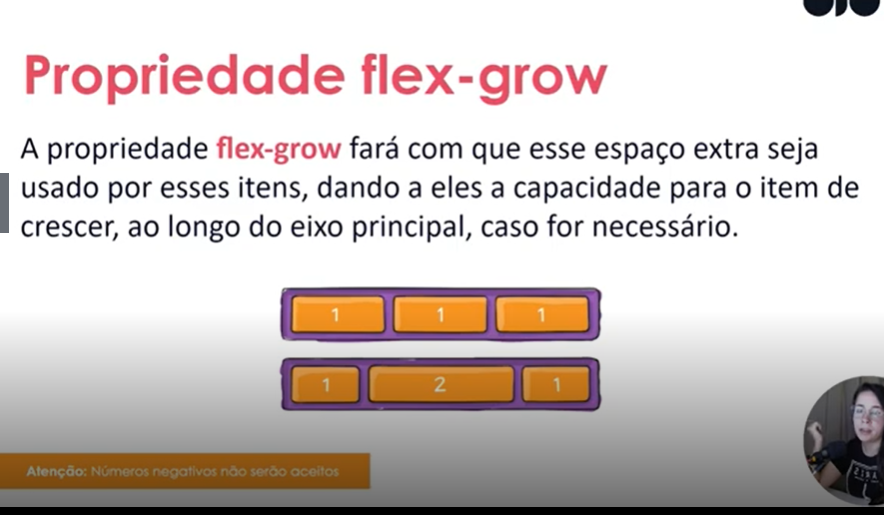 Propriedade flex-grow
A propriedade flex-grow fará com que esse espaço extra seja
usado por esses itens, dando a eles a capacidade para o item de
crescer, ao longo do eixo principal, caso for necessário.
1 1 1
1 2 1
Atenção: Números negativos não serão aceitos